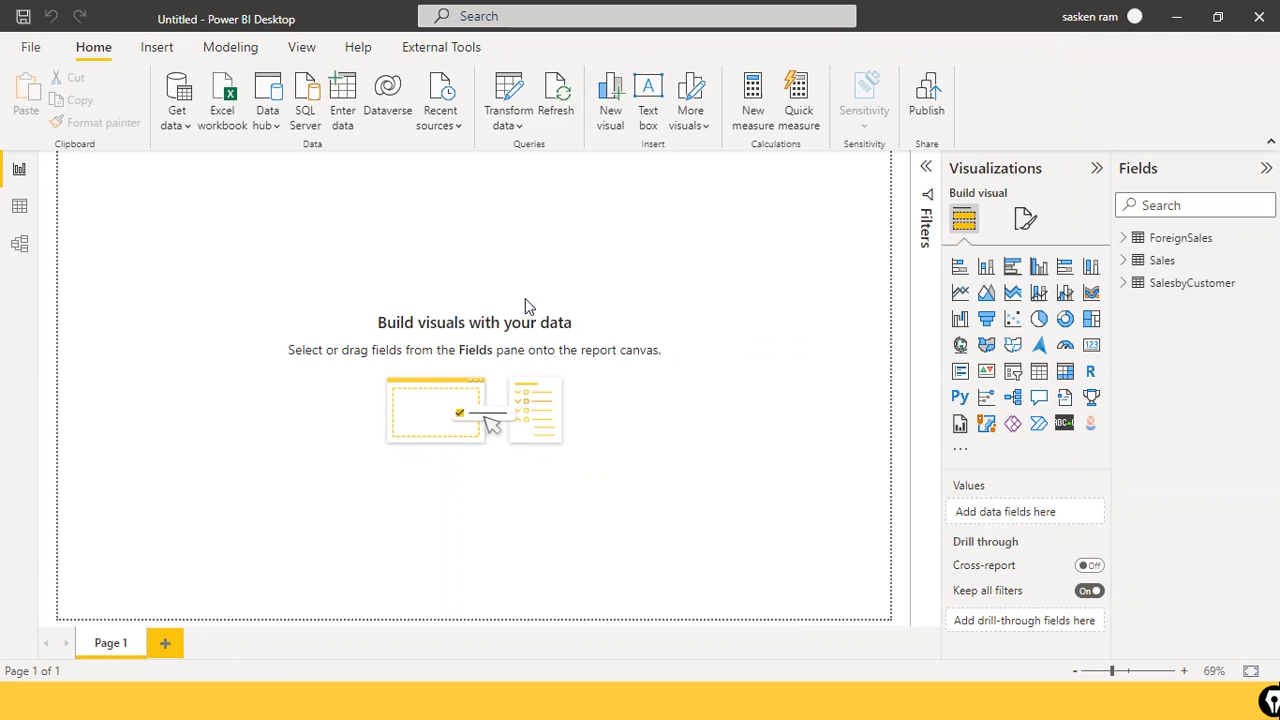 Untitled - Power BI Desktop
Search
sasken ram
File Home Insert Modeling View Help External Tools
Paste
Cut
Copy
Format painter
Clipboard
Get data
Excel workbook
Data hub
SQL Server
Enter data
Dataverse
Recent sources
Data
Transform data
Refresh
Queries
New visual
Text box
More visuals
Insert
New measure
Quick measure
Calculations
Sensitivity
Sensitivity
Publish
Share
Build visuals with your data
Select or drag fields from the Fields pane onto the report canvas.
Filters
Visualizations
Build visual
123
R
Py
ABC
Values
Add data fields here
Drill through
Cross-report
Off
Keep all filters
On
Add drill-through fields here
Fields
Search
ForeignSales
Sales
SalesbyCustomer
Page 1
Page 1 of 1
69%